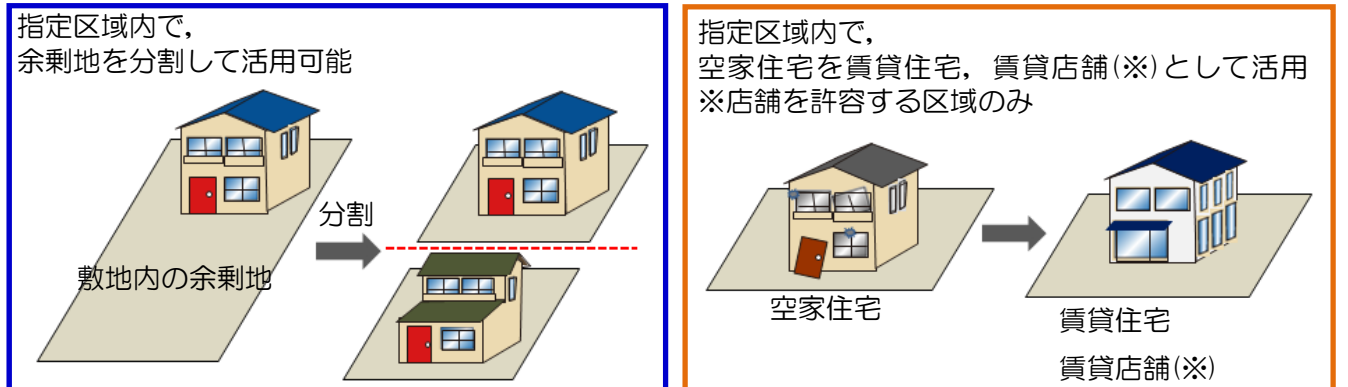 指定区域内で，
余剰地を分割して活用可能
分割
敷地内の余剰地
指定区域内で，
空家住宅を賃貸住宅，賃貸店舗(※)として活用
※店舗を許容する区域のみ
空家住宅
賃貸住宅
賃貸店舗(※)